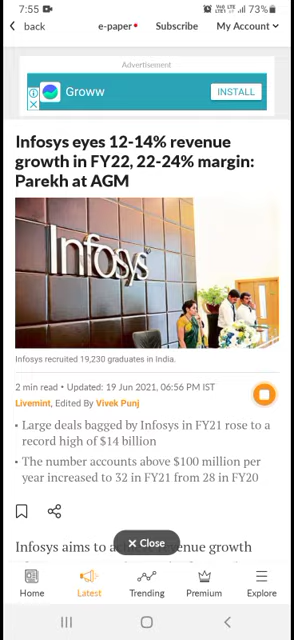 7:55
73%
back
e-paper
Subscribe
My Account
Advertisement
Groww
INSTALL
Infosys eyes 12-14% revenue
growth in FY22, 22-24% margin:
Parekh at AGM
Infosys
Infosys recruited 19,230 graduates in India.
2 min read • Updated: 19 Jun 2021, 06:56 PM IST
Livemint, Edited By Vivek Punj
• Large deals bagged by Infosys in FY21 rose to a
record high of $14 billion
• The number accounts above $100 million per
year increased to 32 in FY21 from 28 in FY20
× Close
Infosys aims to revenue growth
Home
Latest
Trending
Premium
Explore